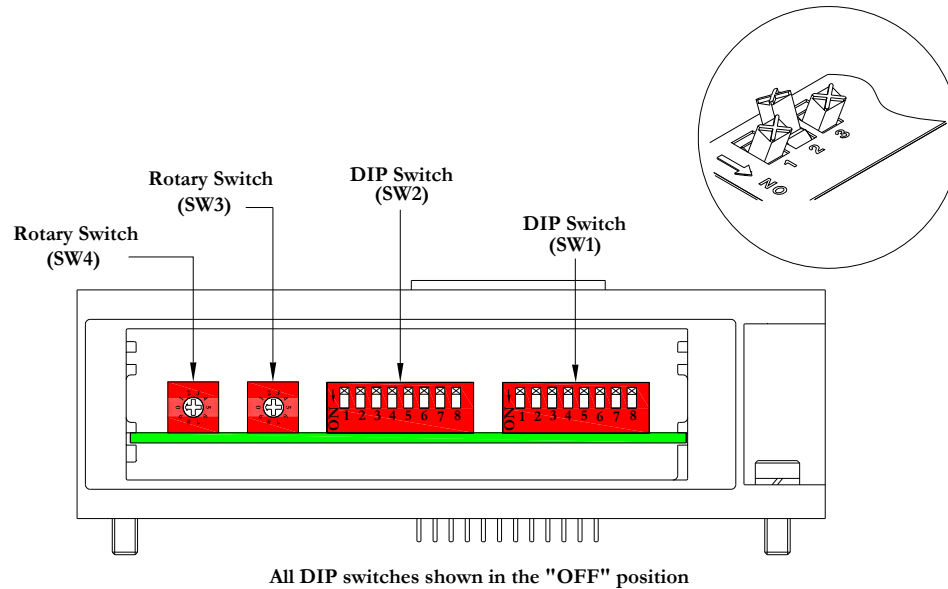 1 2 3
ON
Rotary Switch
(SW3)
DIP Switch
(SW2)
DIP Switch
(SW1)
Rotary Switch
(SW4)
ON
1 2 3 4 5 6 7 8
ON
1 2 3 4 5 6 7 8
All DIP switches shown in the "OFF" position